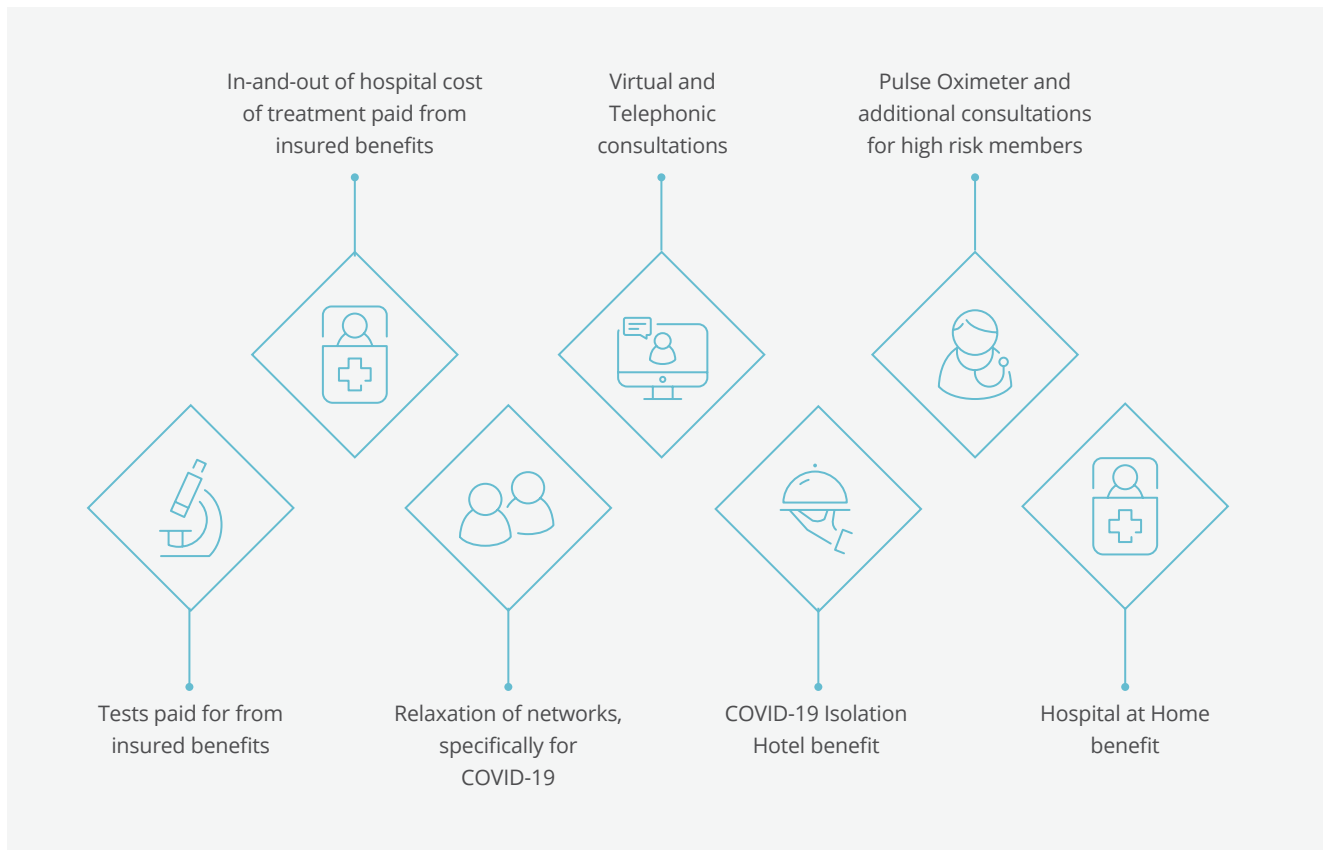 In-and-out of hospital cost
of treatment paid from
insured benefits
Virtual and
Telephonic
consultations
Pulse Oximeter and
additional consultations
for high risk members
Tests paid for from
insured benefits
Relaxation of networks,
specifically for
COVID-19
COVID-19 Isolation
Hotel benefit
Hospital at Home
benefit